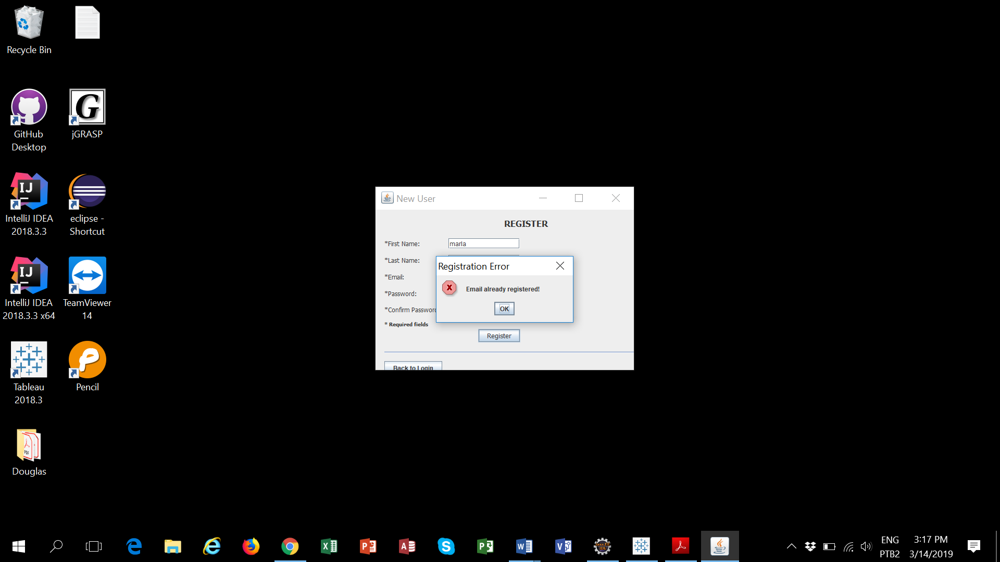 Recycle Bin
GitHub
Desktop
jGRASP
IntelliJ IDEA
2018.3.3
eclipse -
Shortcut
IntelliJ IDEA
2018.3.3 x64
TeamViewer
14
Tableau
2018.3
Pencil
Douglas
New User
REGISTER
*First Name:
marla
*Last Name:
*Email:
*Password:
*Confirm Password
* Required fields
Register
Back to Login
Registration Error
Email already registered!
OK
ENG
PTB2
3:17 PM
3/14/2019